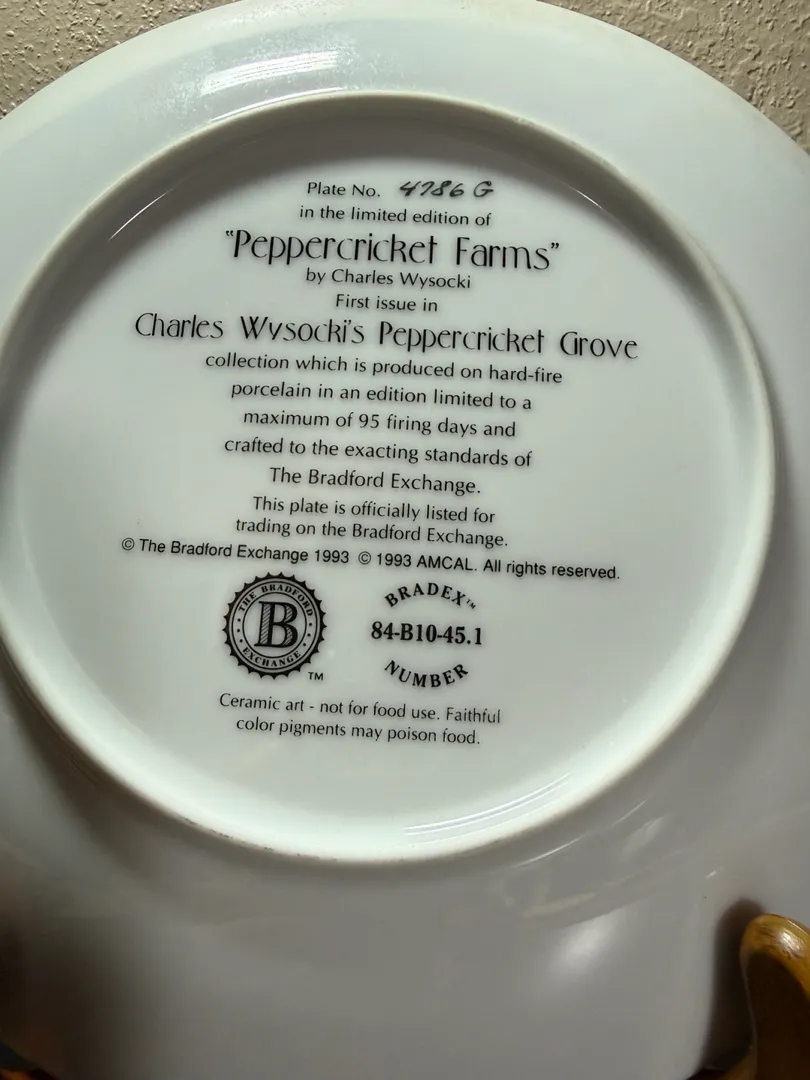 Plate No. 4786 G
in the limited edition of
"Peppercricket Farms"
by Charles Wysocki
First issue in
Charles Wysocki's Peppercricket Grove
collection which is produced on hard-fire
porcelain in an edition limited to a
maximum of 95 firing days and
crafted to the exacting standards of
The Bradford Exchange.
This plate is officially listed for
trading on the Bradford Exchange.
© The Bradford Exchange 1993 © 1993 AMCAL. All rights reserved.
THE BRADFORD
B
EXCHANGE
TM
BRADEX™
84-B10-45.1
NUMBER
Ceramic art - not for food use. Faithful
color pigments may poison food.